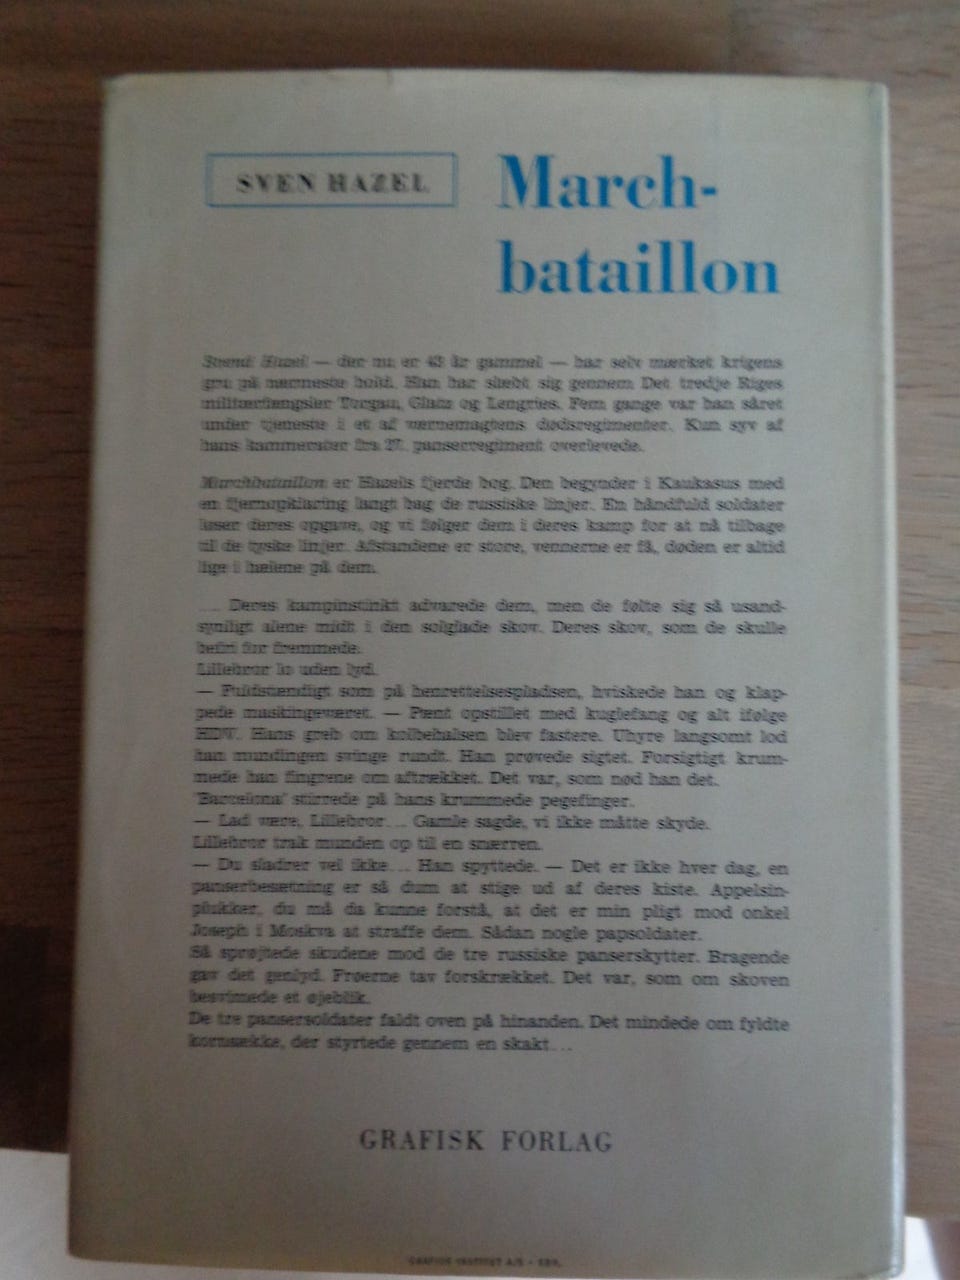 SVEN HAZEL
March-
bataillon
Svend Hazel — der nu er 43 år gammel — har selv mærket krigens
gru på nærmeste hold. Han har slæbt sig gennem Det tredje Riges
militærfængsler Torgau, Glatz og Lengries. Fem gange var han såret
under tjeneste i et af værnemagtens dødsregimenter. Kun syv af
hans kammerater fra 27. panserregiment overlevede.
Marchbataillon er Hazels fjerde bog. Den begynder i Kaukasus med
en fjernopklaring langt bag de russiske linjer. En håndfuld soldater
løser deres opgave, og vi følger dem i deres kamp for at nå tilbage
til de tyske linjer. Afstandene er store, vennerne er få, døden er altid
lige i hælene på dem.
.... Deres kampinstinkt advarede dem, men de følte sig så usand-
synligt alene midt i den solglade skov. Deres skov, som de skulle
befri for fremmede.
Lillebror lo uden lyd.
— Fuldstændigt som på henrettelsespladsen, hviskede han og klap-
pede maskingeværet. — Pænt opstillet med kuglefang og alt ifølge
HDV. Hans greb om kolbehalsen blev fastere. Uhyre langsomt lod
han mundingen svinge rundt. Han prøvede sigtet. Forsigtigt krum-
mede han fingrene om aftrækket. Det var, som nød han det.
'Barcelona' stirrede på hans krummede pegefinger.
— Lad være, Lillebror... Gamle sagde, vi ikke måtte skyde.
Lillebror trak munden op til en snærren.
— Du sladrer vel ikke... Han spyttede. — Det er ikke hver dag, en
panserbesætning er så dum at stige ud af deres kiste. Appelsin-
plukker, du må da kunne forstå, at det er min pligt mod onkel
Joseph i Moskva at straffe dem. Sådan nogle papsoldater.
Så sprøjtede skudene mod de tre russiske panserskytter. Bragende
gav det genlyd. Frøerne tav forskrækket. Det var, som om skoven
besvimede et øjeblik.
De tre pansersoldater faldt oven på hinanden. Det mindede om fyldte
kornsække, der styrtede gennem en skakt...
GRAFISK FORLAG
GRAFISK INSTITUT A/S - KBH.